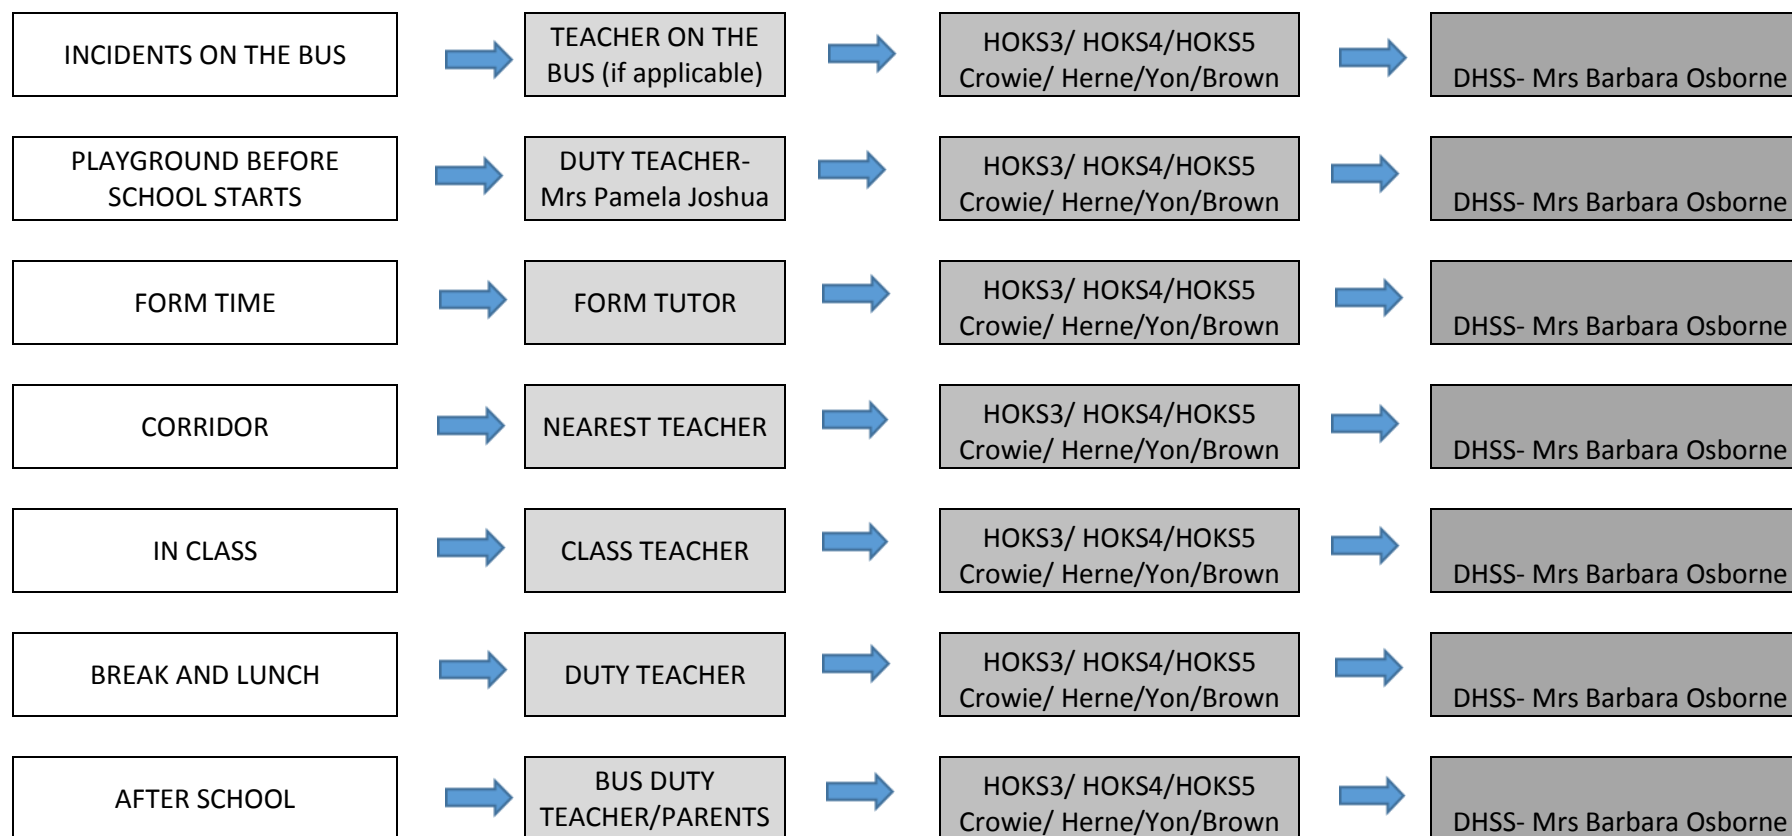 INCIDENTS ON THE BUS
TEACHER ON THE
BUS (if applicable)
HOKS3/ HOKS4/HOKS5
Crowie/ Herne/Yon/Brown
DHSS- Mrs Barbara Osborne
PLAYGROUND BEFORE
SCHOOL STARTS
DUTY TEACHER-
Mrs Pamela Joshua
HOKS3/ HOKS4/HOKS5
Crowie/ Herne/Yon/Brown
DHSS- Mrs Barbara Osborne
FORM TIME
FORM TUTOR
HOKS3/ HOKS4/HOKS5
Crowie/ Herne/Yon/Brown
DHSS- Mrs Barbara Osborne
CORRIDOR
NEAREST TEACHER
HOKS3/ HOKS4/HOKS5
Crowie/ Herne/Yon/Brown
DHSS- Mrs Barbara Osborne
IN CLASS
CLASS TEACHER
HOKS3/ HOKS4/HOKS5
Crowie/ Herne/Yon/Brown
DHSS- Mrs Barbara Osborne
BREAK AND LUNCH
DUTY TEACHER
HOKS3/ HOKS4/HOKS5
Crowie/ Herne/Yon/Brown
DHSS- Mrs Barbara Osborne
AFTER SCHOOL
BUS DUTY
TEACHER/PARENTS
HOKS3/ HOKS4/HOKS5
Crowie/ Herne/Yon/Brown
DHSS- Mrs Barbara Osborne